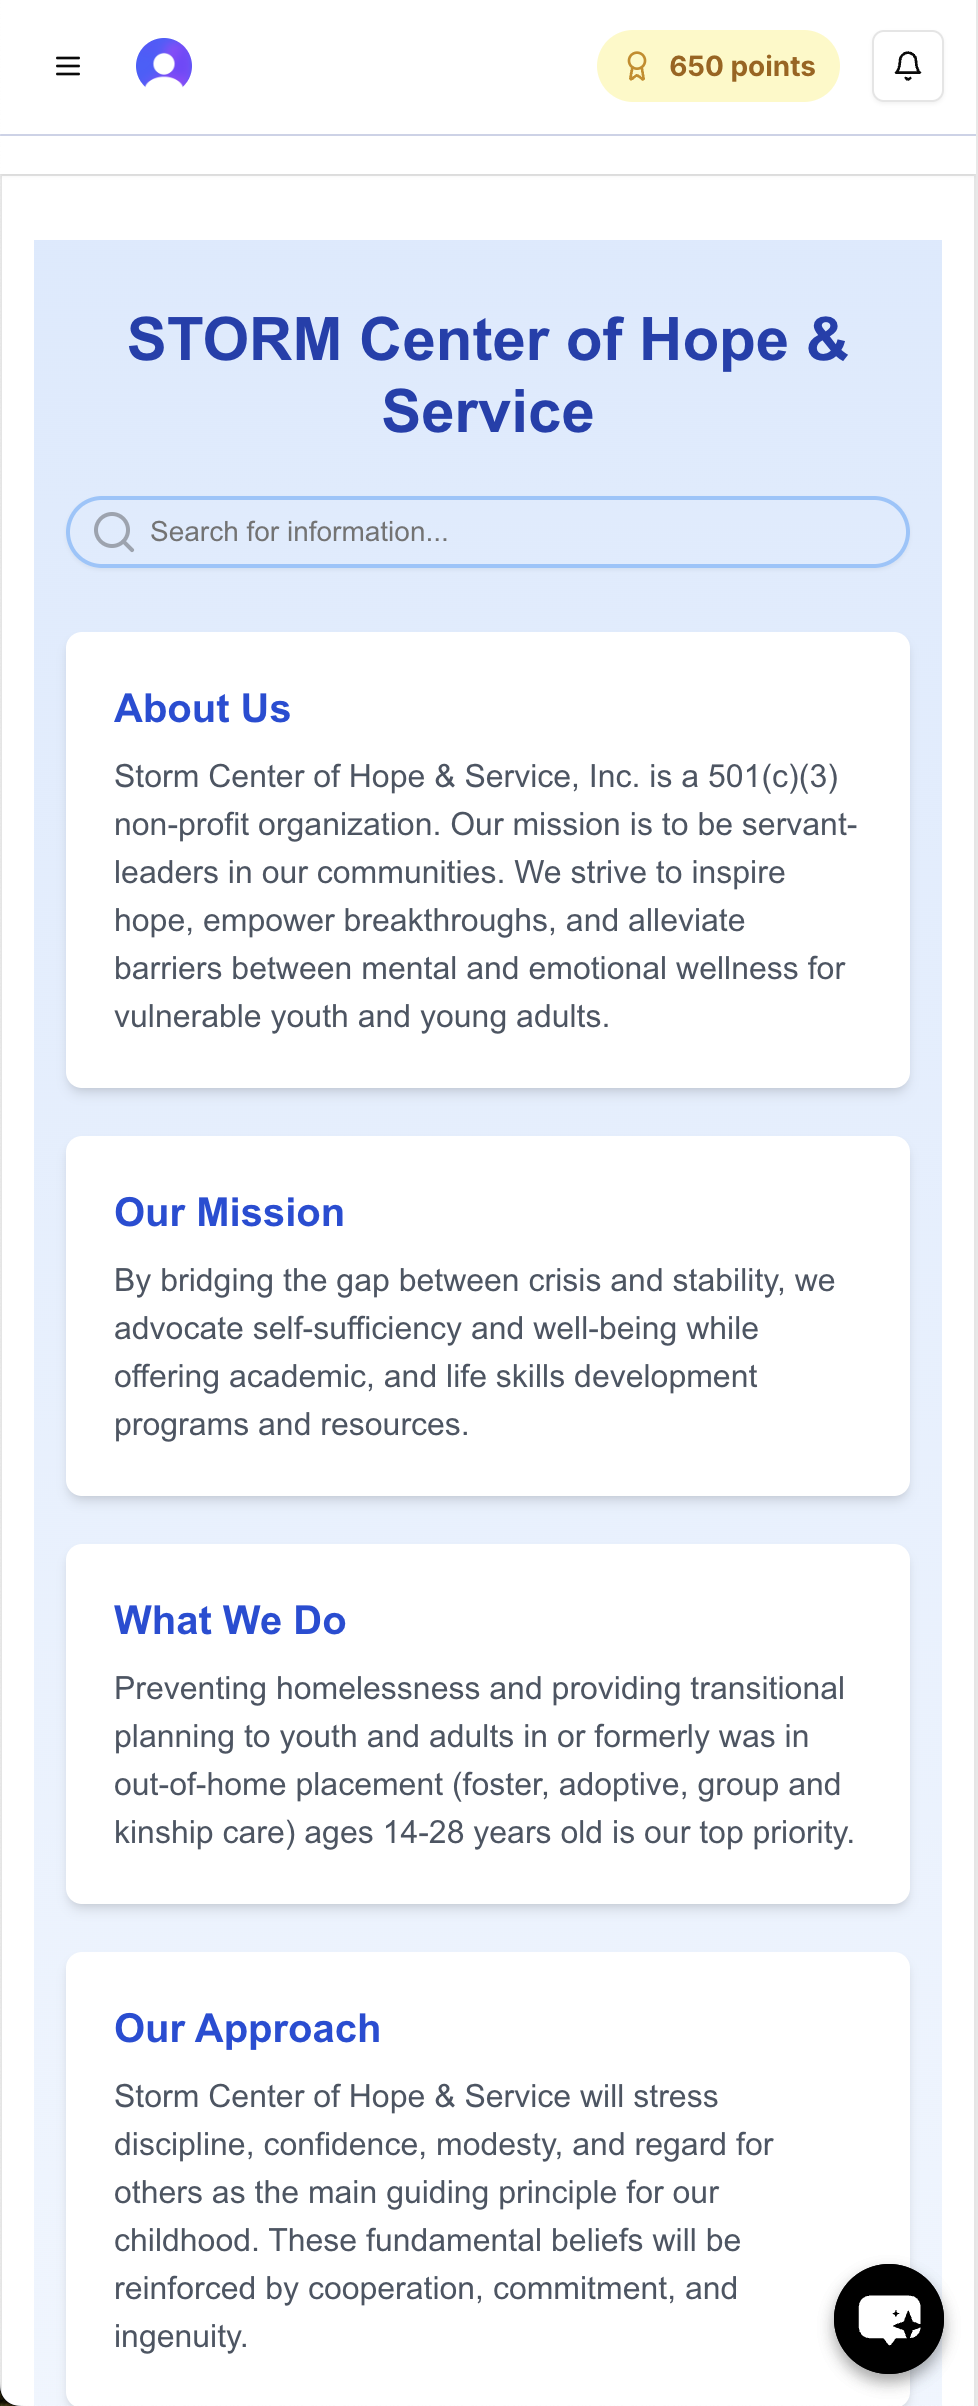 650 points
STORM Center of Hope &
Service
Search for information...
About Us
Storm Center of Hope & Service, Inc. is a 501(c)(3)
non-profit organization. Our mission is to be servant-
leaders in our communities. We strive to inspire
hope, empower breakthroughs, and alleviate
barriers between mental and emotional wellness for
vulnerable youth and young adults.
Our Mission
By bridging the gap between crisis and stability, we
advocate self-sufficiency and well-being while
offering academic, and life skills development
programs and resources.
What We Do
Preventing homelessness and providing transitional
planning to youth and adults in or formerly was in
out-of-home placement (foster, adoptive, group and
kinship care) ages 14-28 years old is our top priority.
Our Approach
Storm Center of Hope & Service will stress
discipline, confidence, modesty, and regard for
others as the main guiding principle for our
childhood. These fundamental beliefs will be
reinforced by cooperation, commitment, and
ingenuity.